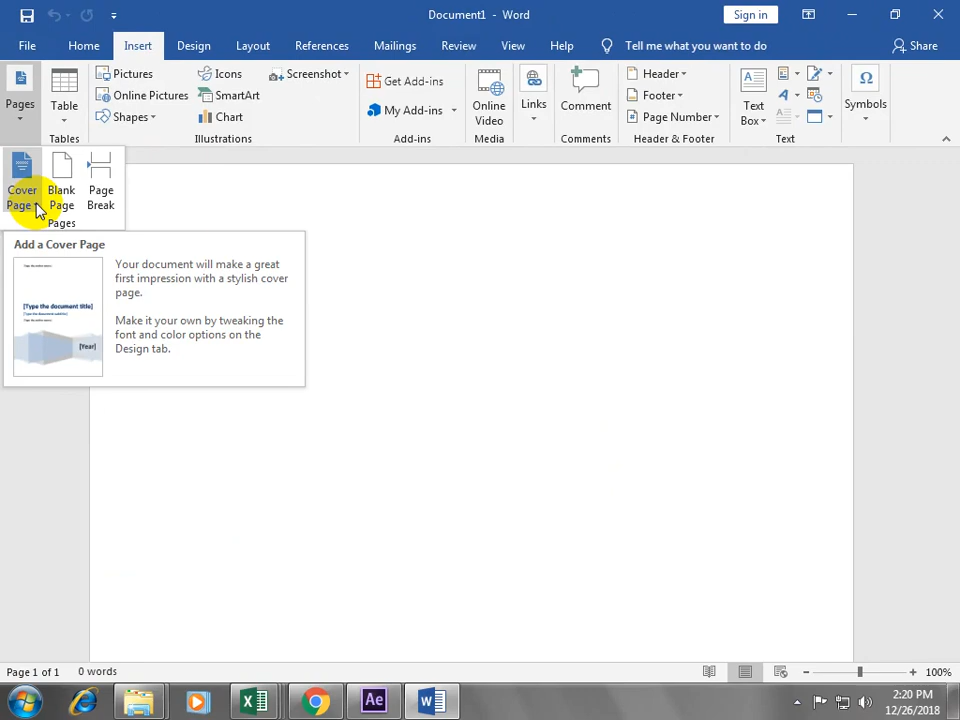 Document1 - Word
Sign in
File Home Insert Design Layout References Mailings Review View Help Tell me what you want to do Share
Pages
Table
Tables
Pictures
Online Pictures
Shapes
Icons
SmartArt
Chart
Screenshot
Illustrations
Get Add-ins
My Add-ins
Add-ins
Online Video
Media
Links
Comment
Comments
Header
Footer
Page Number
Header & Footer
Text Box
Text
Symbols
Cover Page
Blank Page
Page Break
Pages
Add a Cover Page
[Type the document title]
[Year]
Your document will make a great
first impression with a stylish cover
page.
Make it your own by tweaking the
font and color options on the
Design tab.
Page 1 of 1 0 words
100%
Ae
2:20 PM
12/26/2018